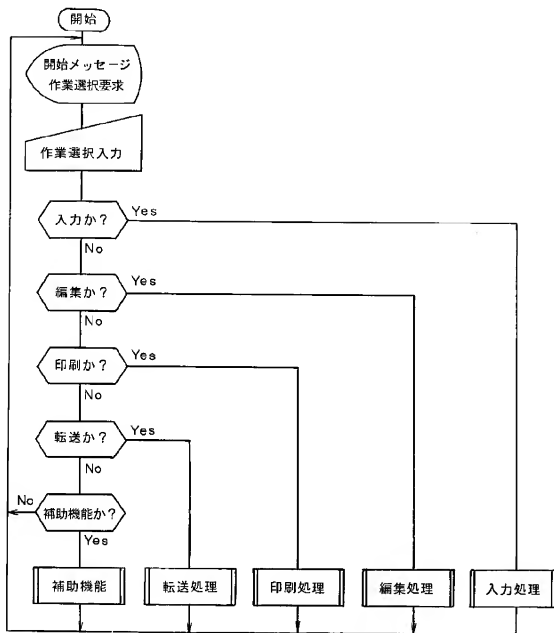 開始
開始メッセージ
作業選択要求
作業選択入力
入力か?
Yes
No
編集か?
Yes
No
印刷か?
Yes
No
転送か?
Yes
No
No
補助機能か?
Yes
補助機能
転送処理
印刷処理
編集処理
入力処理